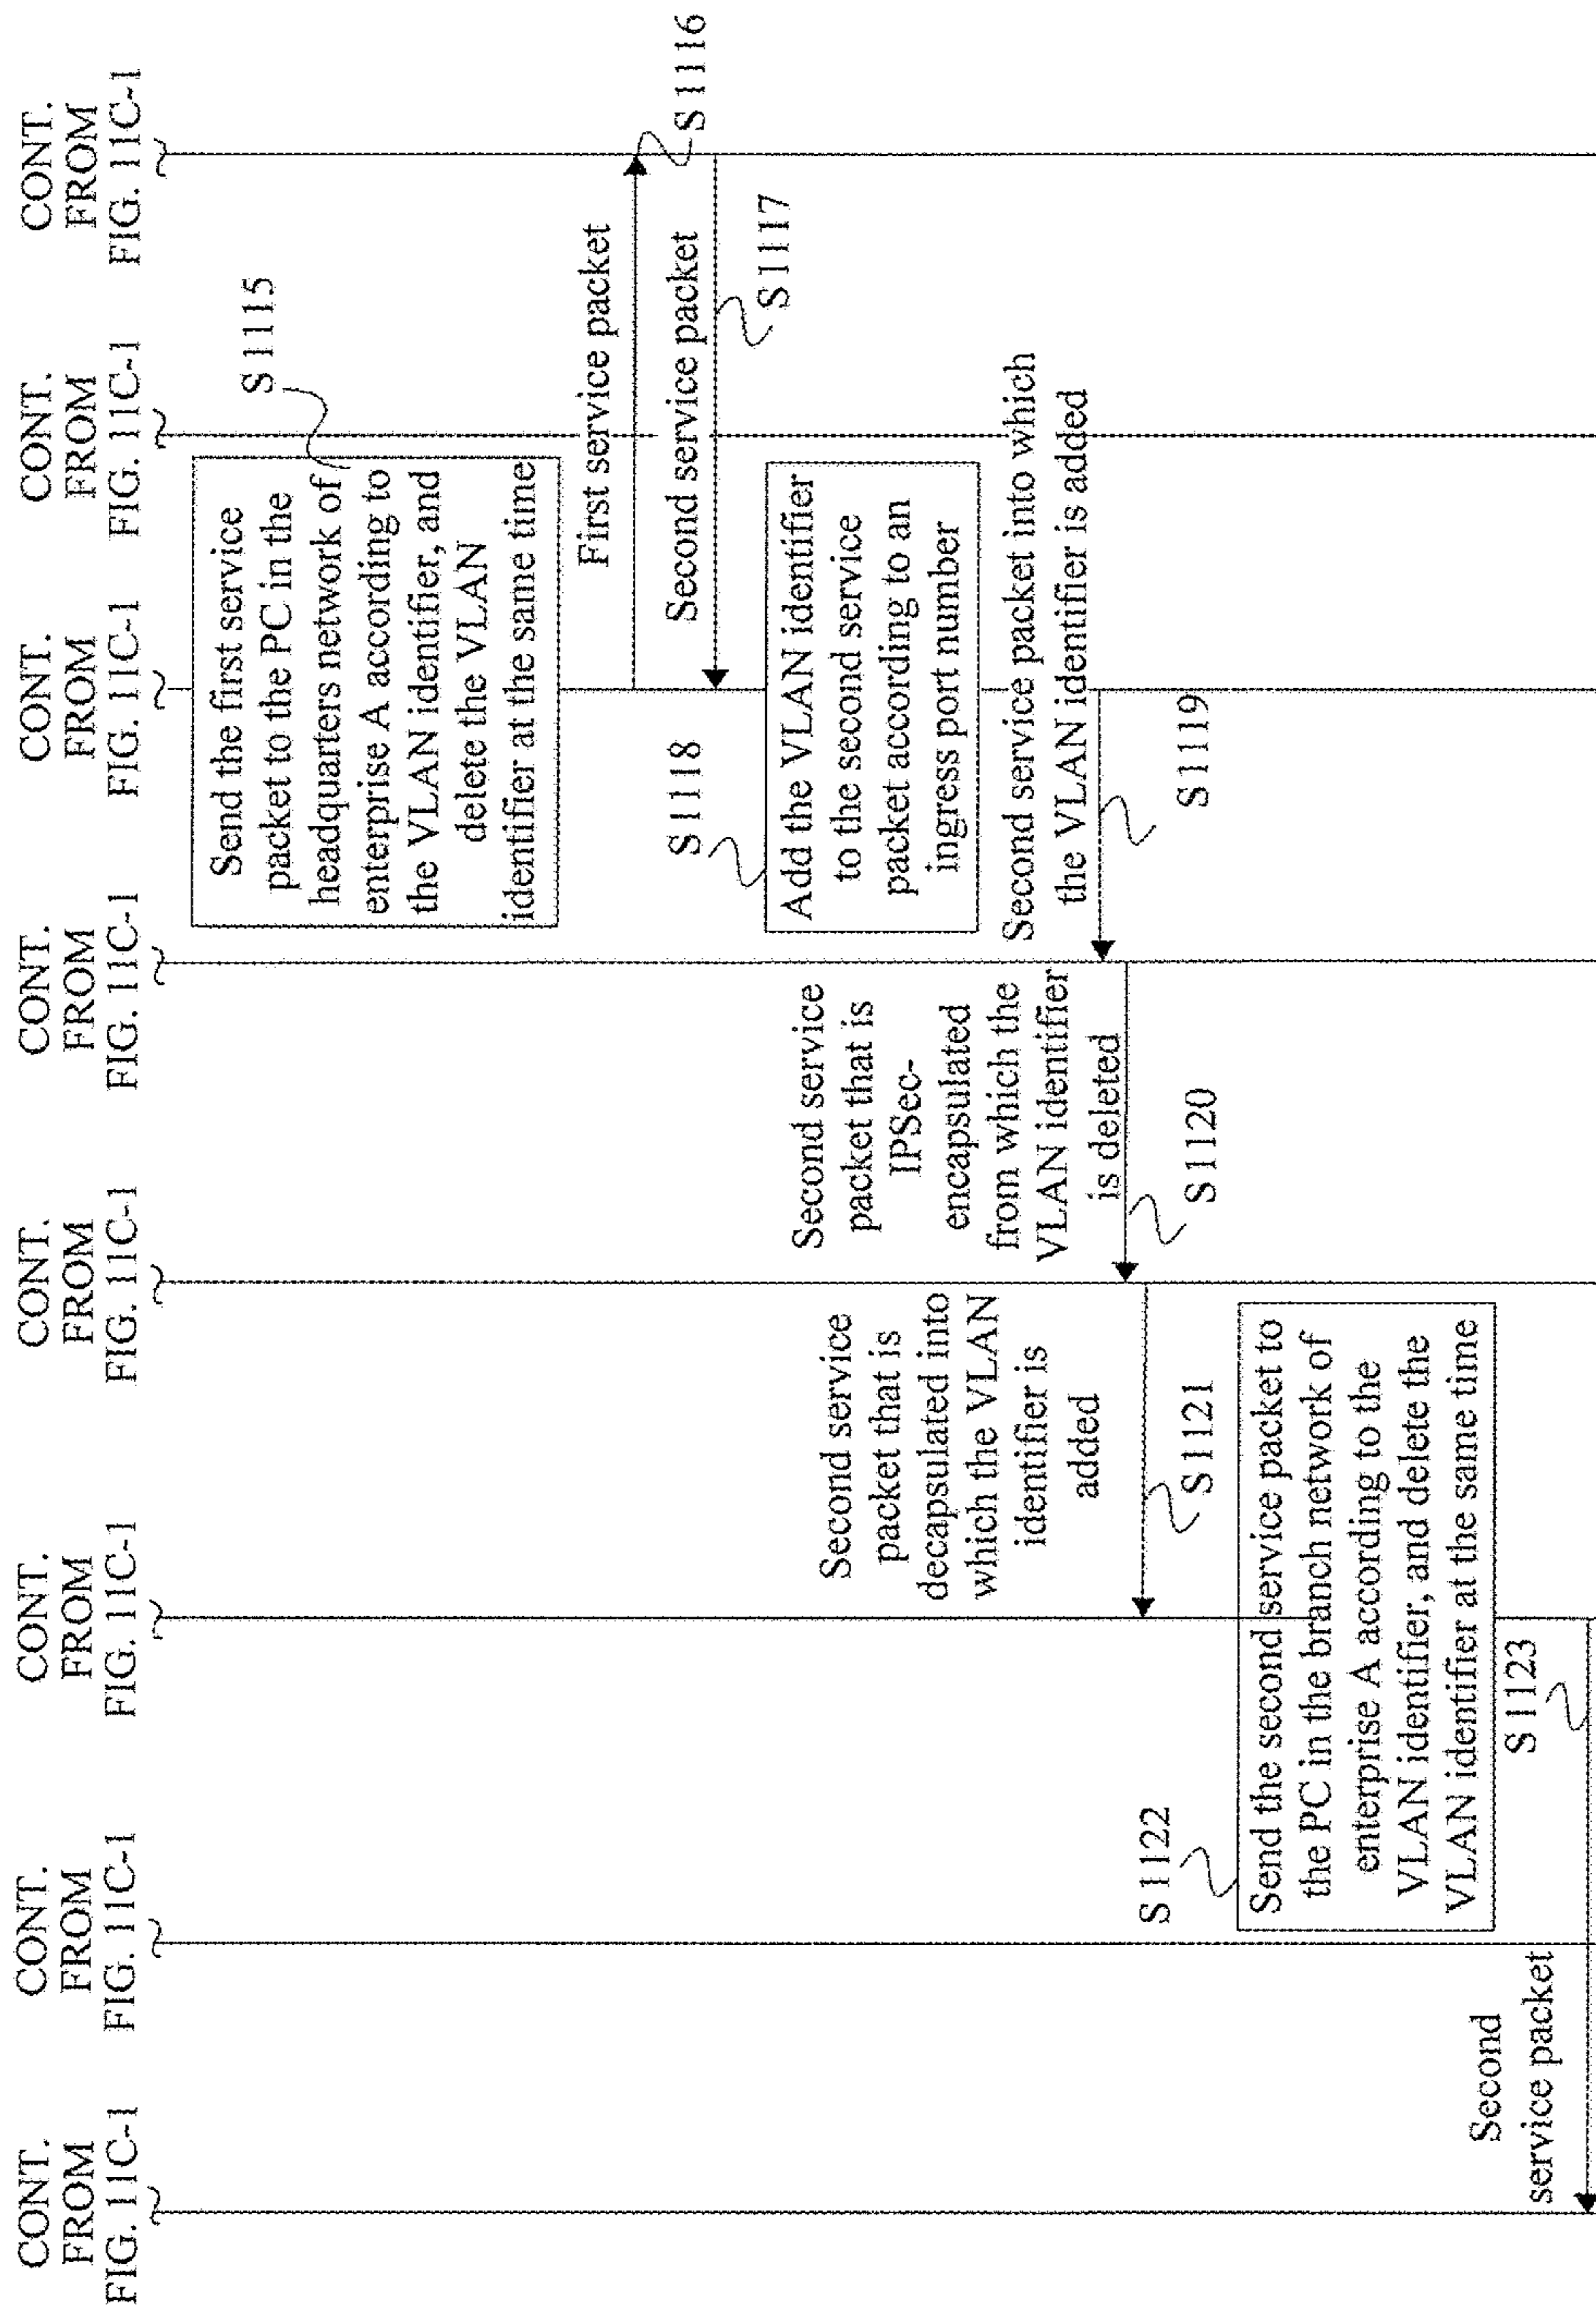 CONT.
FROM
FIG. 11C-1
CONT.
FROM
FIG. 11C-1
CONT.
FROM
FIG. 11C-1
CONT.
FROM
FIG. 11C-1
CONT.
FROM
FIG. 11C-1
CONT.
FROM
FIG. 11C-1
CONT.
FROM
FIG. 11C-1
CONT.
FROM
FIG. 11C-1
Send the first service
packet to the PC in the
headquarters network of
enterprise A according to
the VLAN identifier, and
delete the VLAN
identifier at the same time
S1115
First service packet
S1116
Second service packet
S1117
S1118
Add the VLAN identifier
to the second service
packet according to an
ingress port number
Second service packet into which
the VLAN identifier is added
S1119
Second service
packet that is
IPSec-
encapsulated
from which the
VLAN identifier
is deleted
S1120
Second service
packet that is
decapsulated into
which the VLAN
identifier is
added
S1121
S1122
Send the second service packet to
the PC in the branch network of
enterprise A according to the
VLAN identifier, and delete the
VLAN identifier at the same time
S1123
Second
service packet